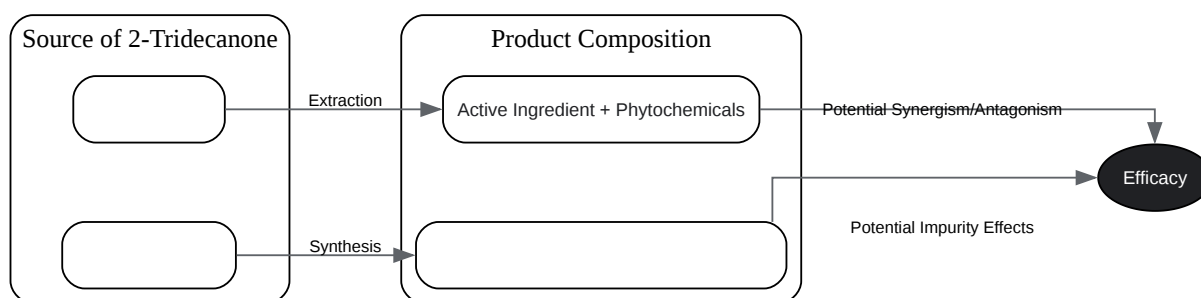 Source of 2-Tridecanone
Product Composition
Extraction
Active Ingredient + Phytochemicals
Potential Synergism/Antagonism
Efficacy
Synthesis
Potential Impurity Effects